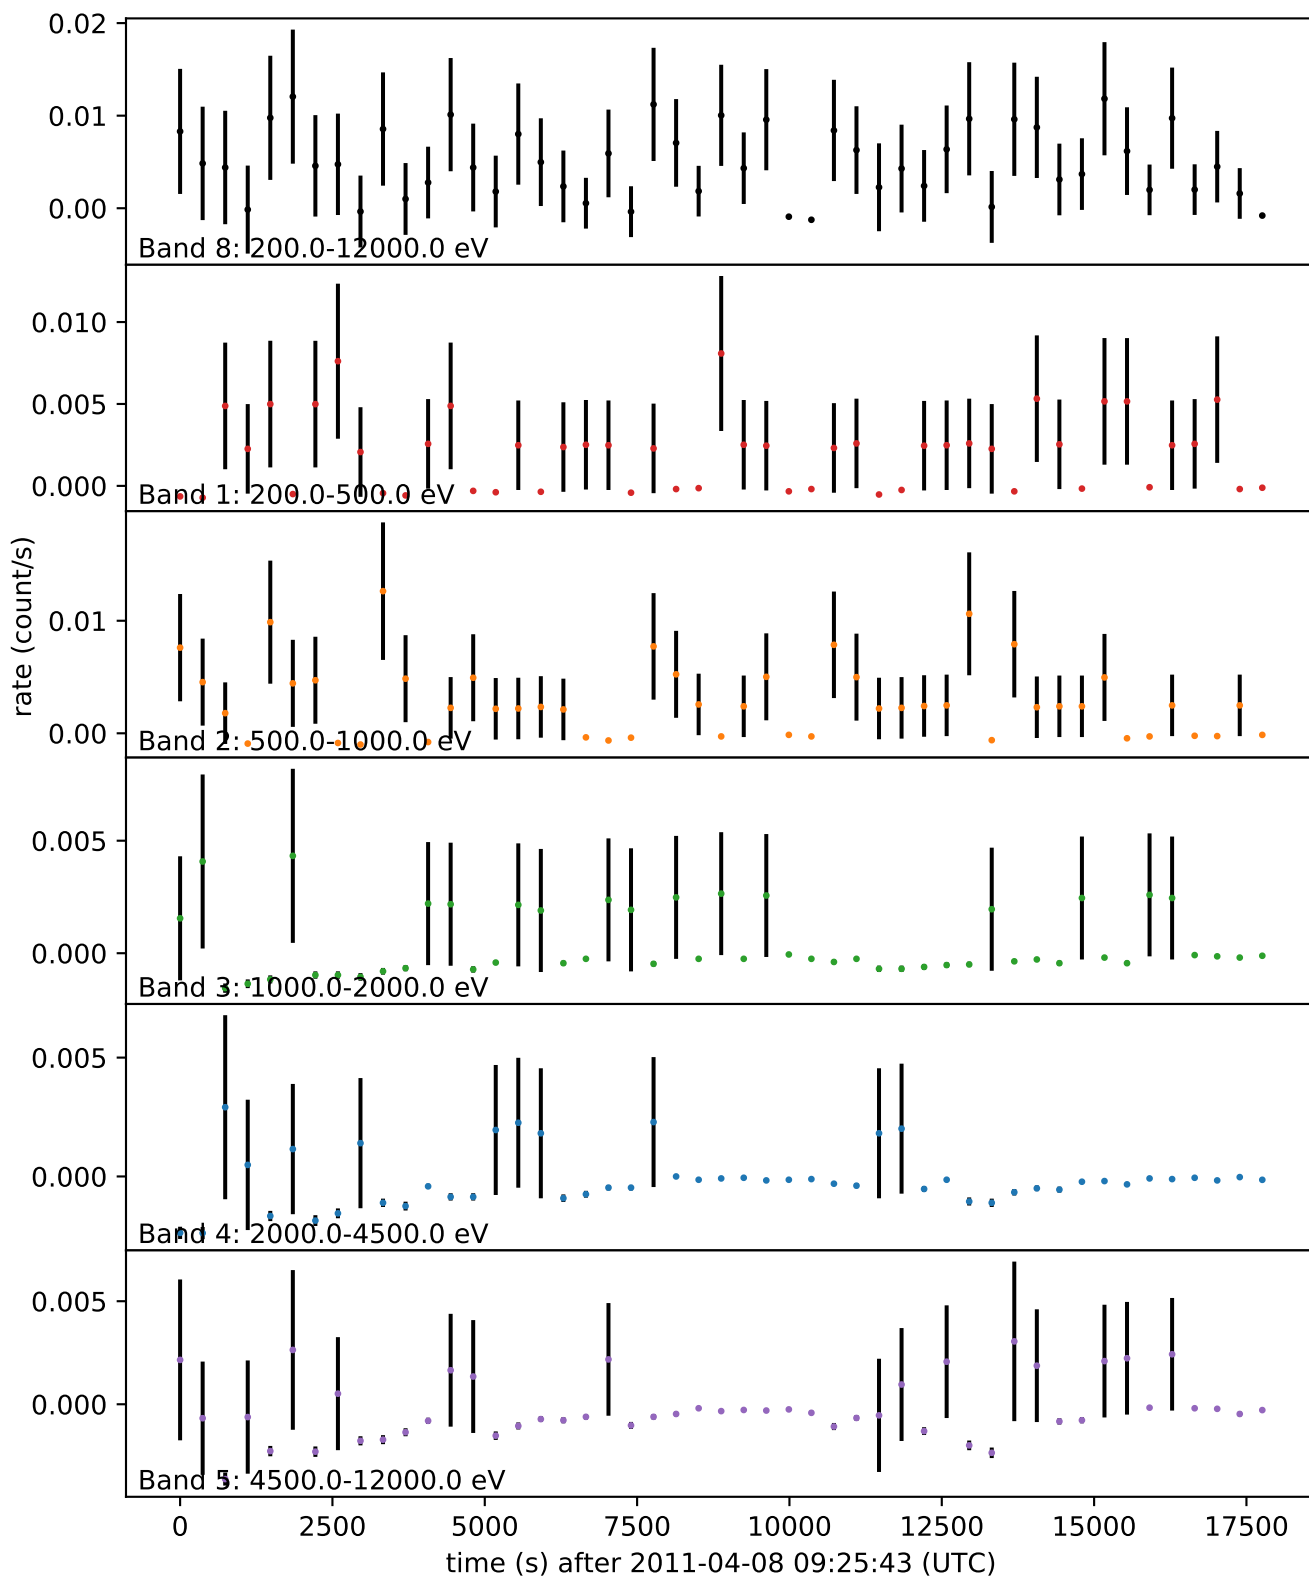 0.02
0.01
0.00
Band 8: 200.0-12000.0 eV
0.010
0.005
0.000
Band 1: 200.0-500.0 eV
rate (count/s)
0.01
0.00
Band 2: 500.0-1000.0 eV
0.005
0.000
Band 3: 1000.0-2000.0 eV
0.005
0.000
Band 4: 2000.0-4500.0 eV
0.005
0.000
Band 5: 4500.0-12000.0 eV
0 2500 5000 7500 10000 12500 15000 17500
time (s) after 2011-04-08 09:25:43 (UTC)